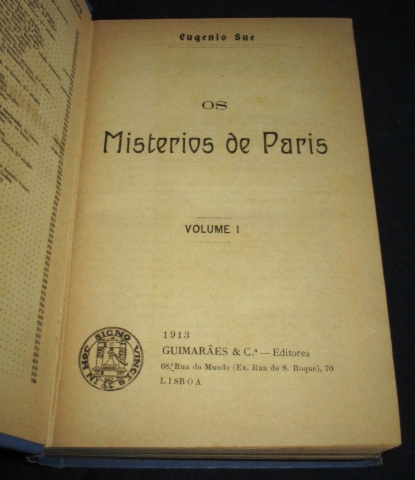 Eugenio Sue
OS
Misterios de Paris
VOLUME I
1913
GUIMARÃES & C.ª — Editores
68, Rua do Mundo (Ex. Rua de S. Roque), 70
LISBOA
IN HOC SIGNO VINCES